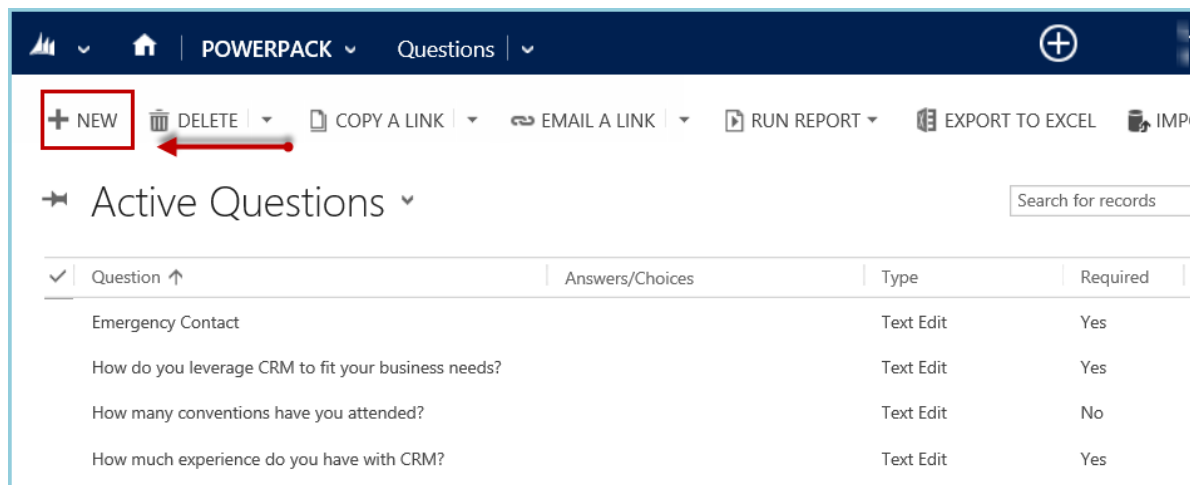 POWERPACK Questions
NEW DELETE COPY A LINK EMAIL A LINK RUN REPORT EXPORT TO EXCEL
Active Questions Search for records
Question Answers/Choices Type Required
Emergency Contact Text Edit Yes
How do you leverage CRM to fit your business needs? Text Edit Yes
How many conventions have you attended? Text Edit No
How much experience do you have with CRM? Text Edit Yes